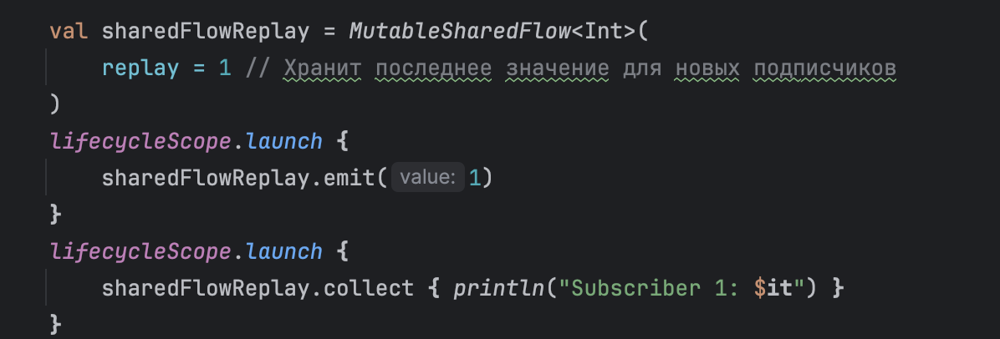 val sharedFlowReplay = MutableSharedFlow<Int>(
    replay = 1 // Хранит последнее значение для новых подписчиков
)
lifecycleScope.launch {
    sharedFlowReplay.emit( value: 1)
}
lifecycleScope.launch {
    sharedFlowReplay.collect { println("Subscriber 1: $it") }
}